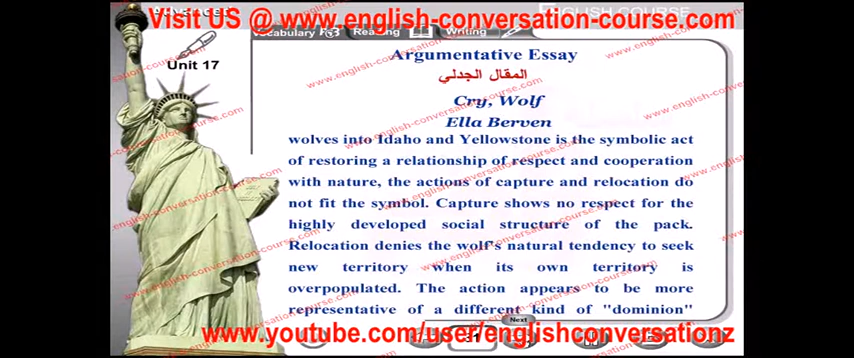 Visit US @ www.english-conversation-course.com
ENGLISH COURSE
Vocabulary
Reading
Writing
Unit 17
Argumentative Essay
المقال الجدلي
Cry, Wolf
Ella Berven
wolves into Idaho and Yellowstone is the symbolic act
of restoring a relationship of respect and cooperation
with nature, the actions of capture and relocation do
not fit the symbol. Capture shows no respect for the
highly developed social structure of the pack.
Relocation denies the wolf's natural tendency to seek
new territory when its own territory is
overpopulated. The action appears to be more
representative of a different kind of "dominion"
Next
www.youtube.com/user/englishconversationz